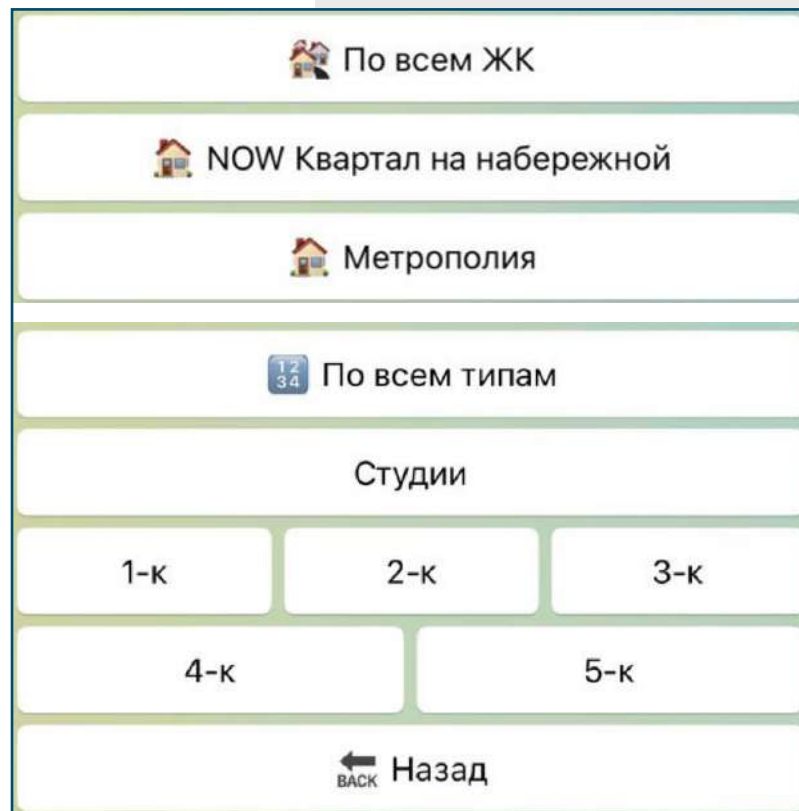 По всем ЖК
NOW Квартал на набережной
Метрополия
1234 По всем типам
Студии
1-к 2-к 3-к
4-к 5-к
BACK Назад